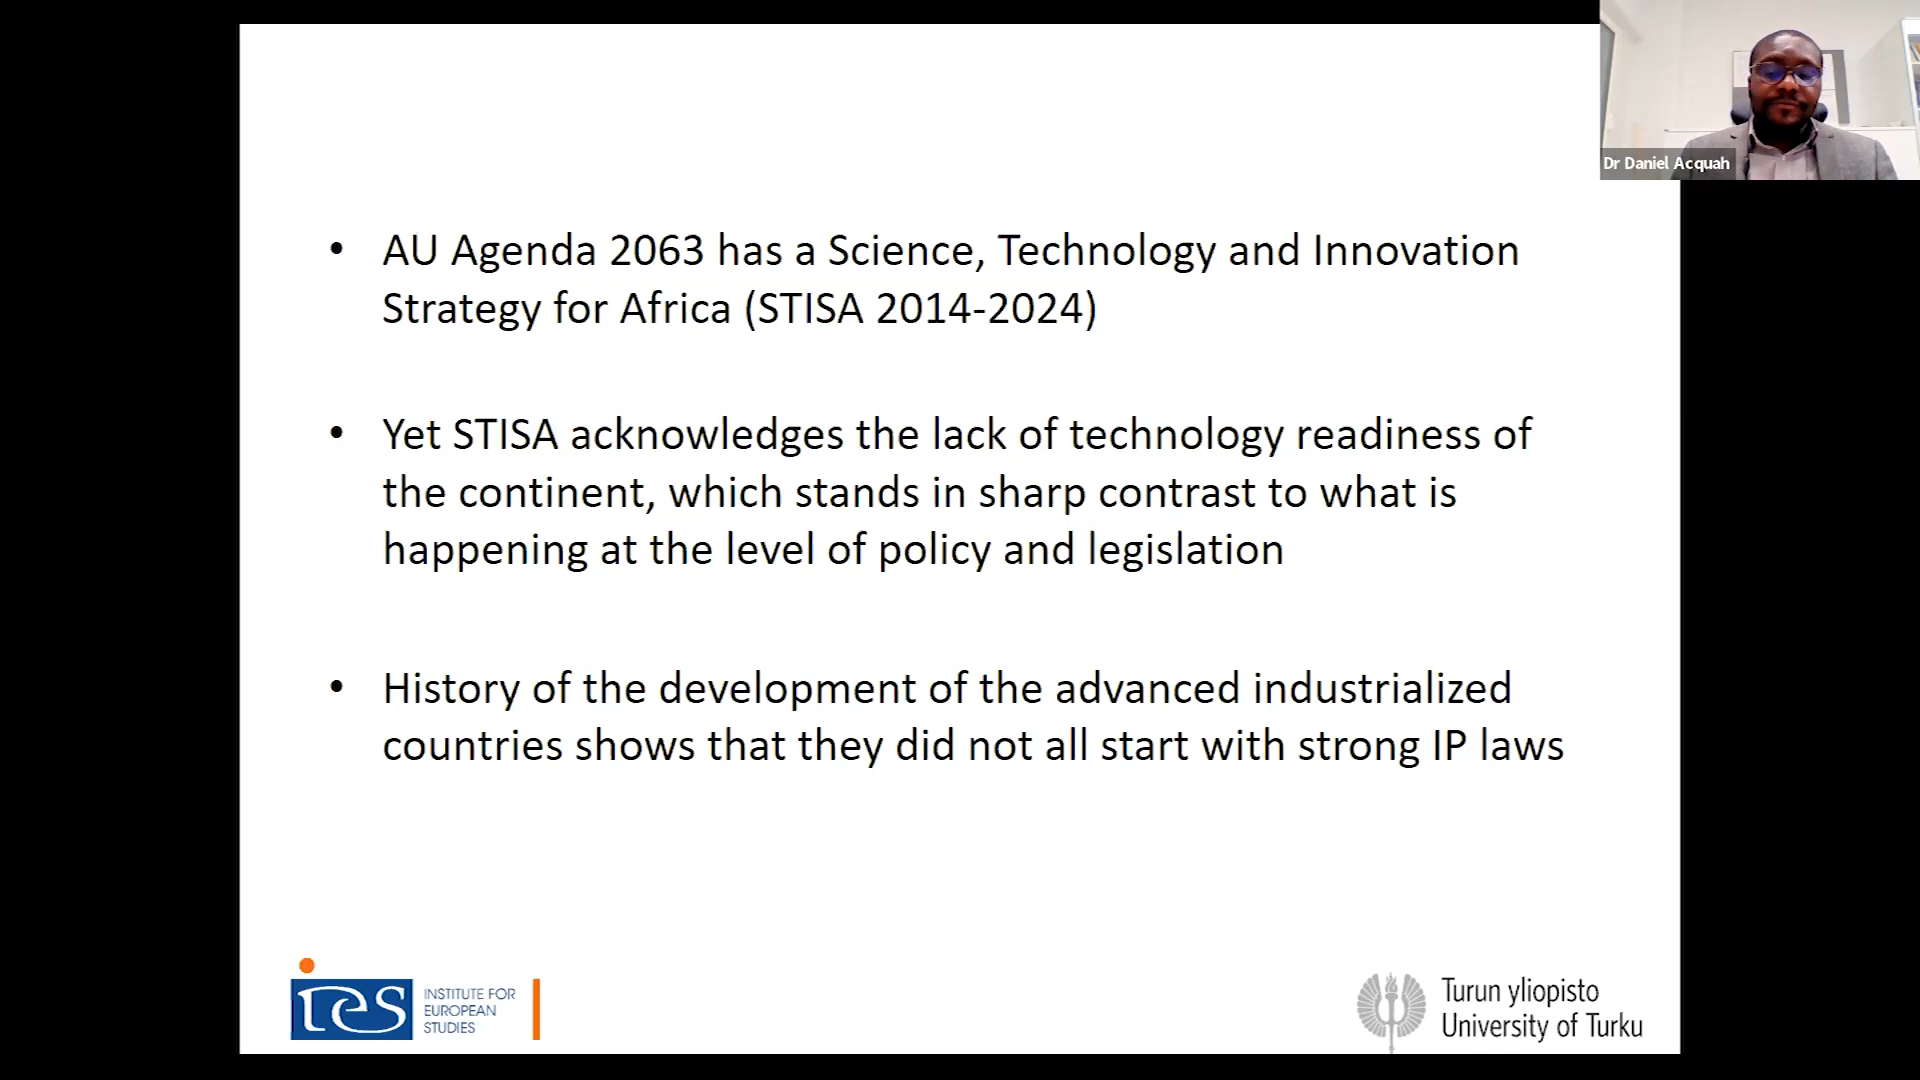 Dr Daniel Acquah
• AU Agenda 2063 has a Science, Technology and Innovation
Strategy for Africa (STISA 2014-2024)
• Yet STISA acknowledges the lack of technology readiness of
the continent, which stands in sharp contrast to what is
happening at the level of policy and legislation
• History of the development of the advanced industrialized
countries shows that they did not all start with strong IP laws
ies
INSTITUTE FOR
EUROPEAN
STUDIES
Turun yliopisto
University of Turku